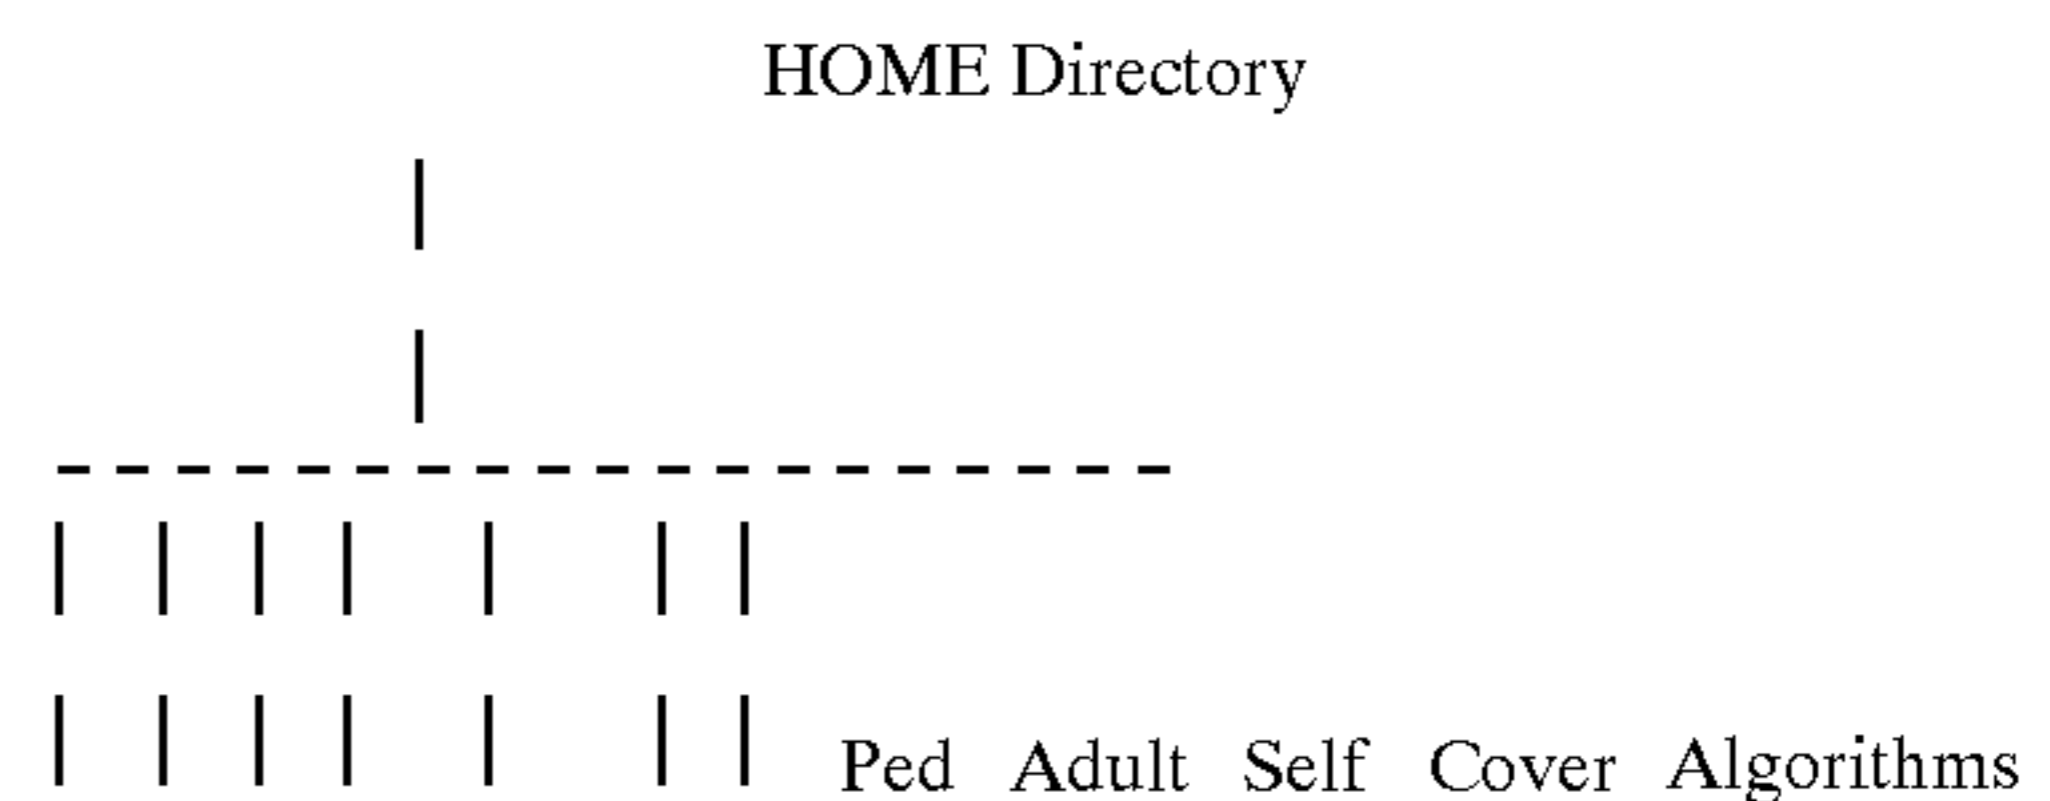 HOME Directory
|
|
- - - - - - - - - - - - - - - - - - -
| | | | | | |
| | | | | | | Ped Adult Self Cover Algorithms